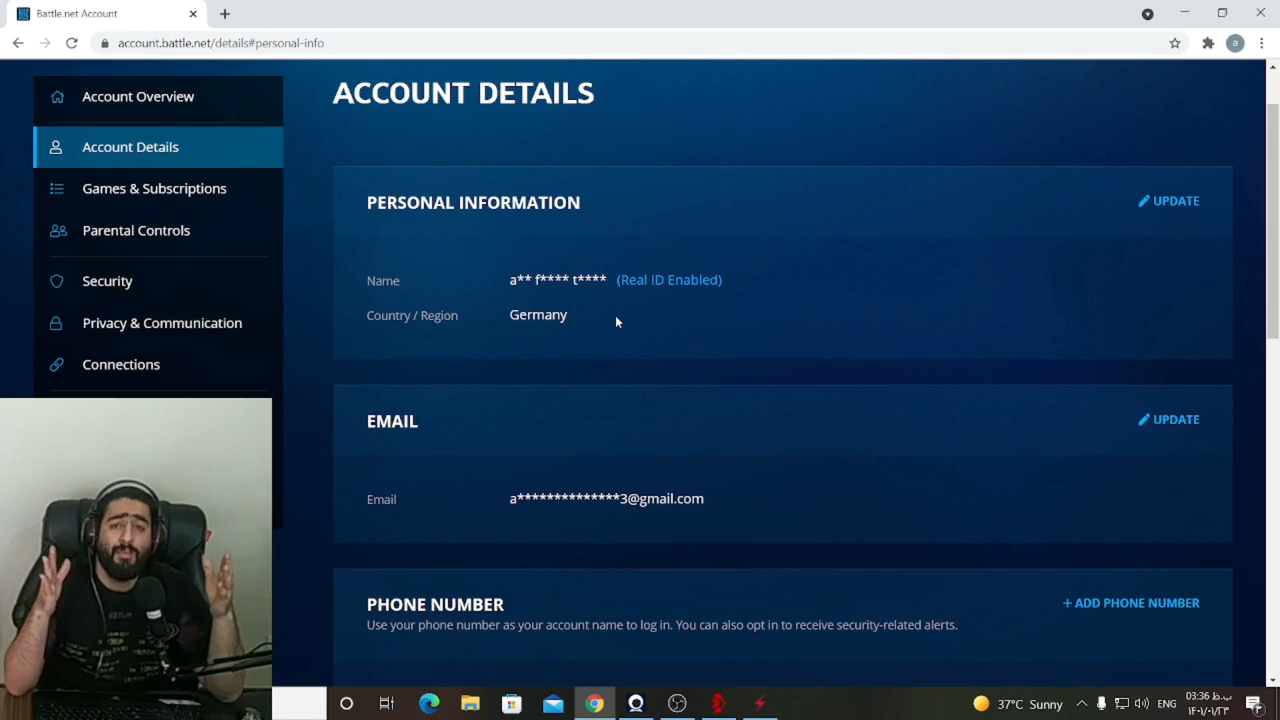 Battle.net Account
account.battle.net/details#personal-info
a
Account Overview
Account Details
Games & Subscriptions
Parental Controls
Security
Privacy & Communication
Connections
ACCOUNT DETAILS
PERSONAL INFORMATION
UPDATE
Name a** f**** t**** (Real ID Enabled)
Country / Region Germany
EMAIL
UPDATE
Email a**************3@gmail.com
PHONE NUMBER
+ ADD PHONE NUMBER
Use your phone number as your account name to log in. You can also opt in to receive security-related alerts.
37°C Sunny
ENG
03:36 ب.ظ